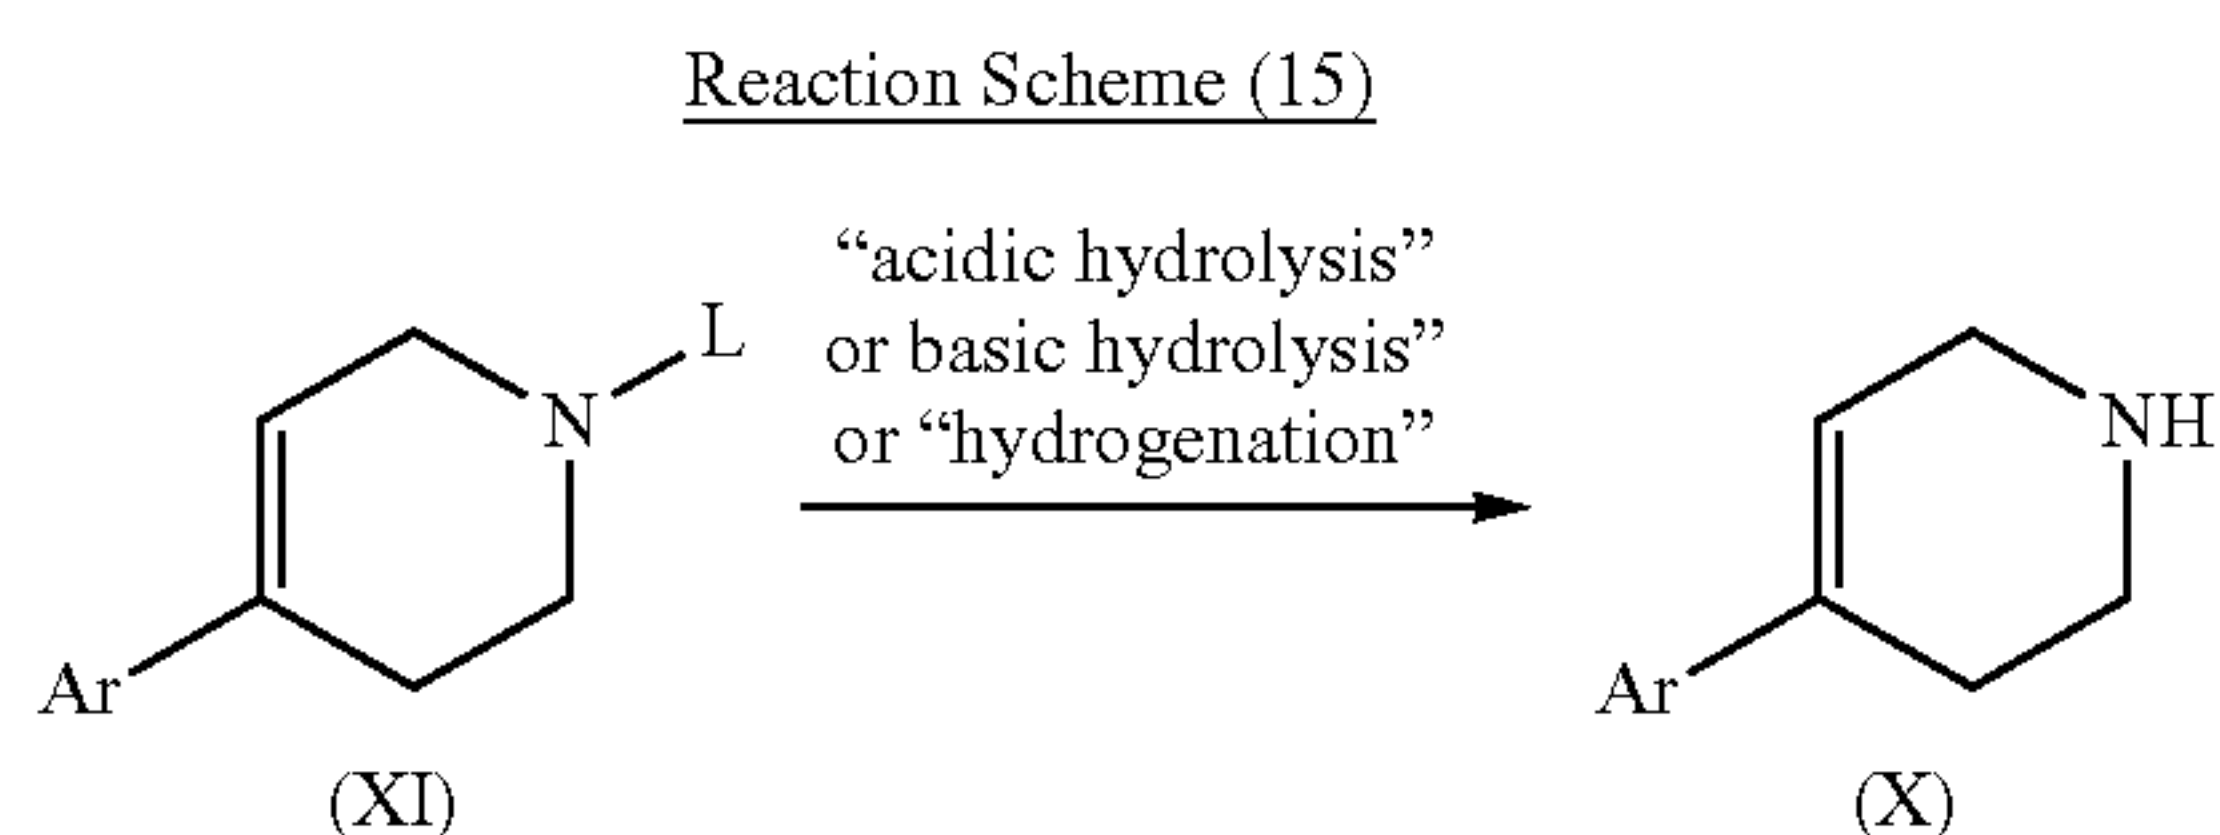 Reaction Scheme (15)
“acidic hydrolysis”
or basic hydrolysis”
or “hydrogenation”
L
N
Ar
(XI)
NH
Ar
(X)